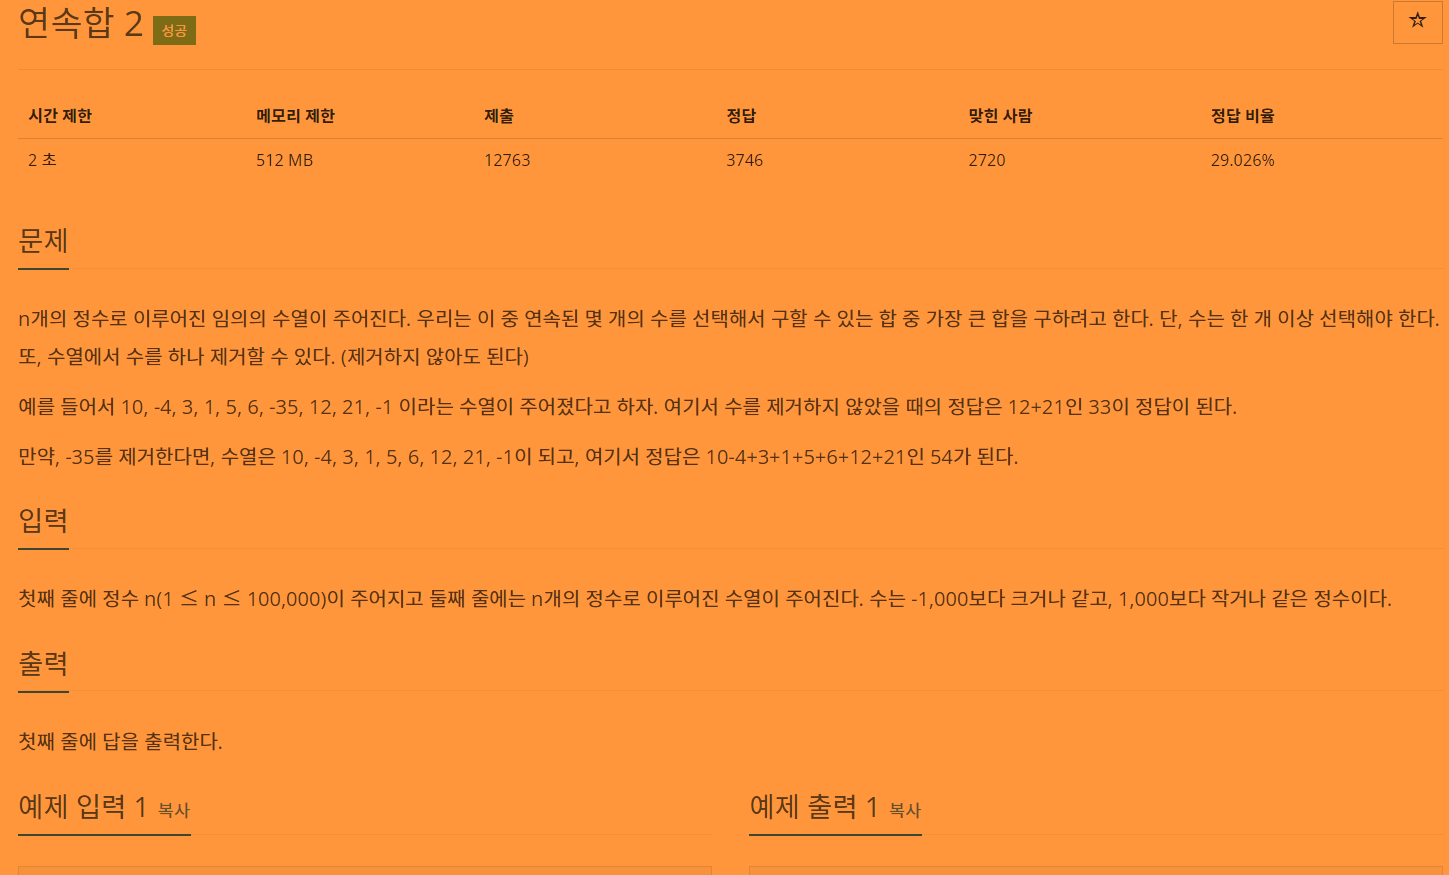 연속합 2 성공
☆
시간 제한 메모리 제한 제출 정답 맞힌 사람 정답 비율
2 초 512 MB 12763 3746 2720 29.026%
문제
n개의 정수로 이루어진 임의의 수열이 주어진다. 우리는 이 중 연속된 몇 개의 수를 선택해서 구할 수 있는 합 중 가장 큰 합을 구하려고 한다. 단, 수는 한 개 이상 선택해야 한다.
또, 수열에서 수를 하나 제거할 수 있다. (제거하지 않아도 된다)
예를 들어서 10, -4, 3, 1, 5, 6, -35, 12, 21, -1 이라는 수열이 주어졌다고 하자. 여기서 수를 제거하지 않았을 때의 정답은 12+21인 33이 정답이 된다.
만약, -35를 제거한다면, 수열은 10, -4, 3, 1, 5, 6, 12, 21, -1이 되고, 여기서 정답은 10-4+3+1+5+6+12+21인 54가 된다.
입력
첫째 줄에 정수 n(1 ≤ n ≤ 100,000)이 주어지고 둘째 줄에는 n개의 정수로 이루어진 수열이 주어진다. 수는 -1,000보다 크거나 같고, 1,000보다 작거나 같은 정수이다.
출력
첫째 줄에 답을 출력한다.
예제 입력 1 복사
예제 출력 1 복사